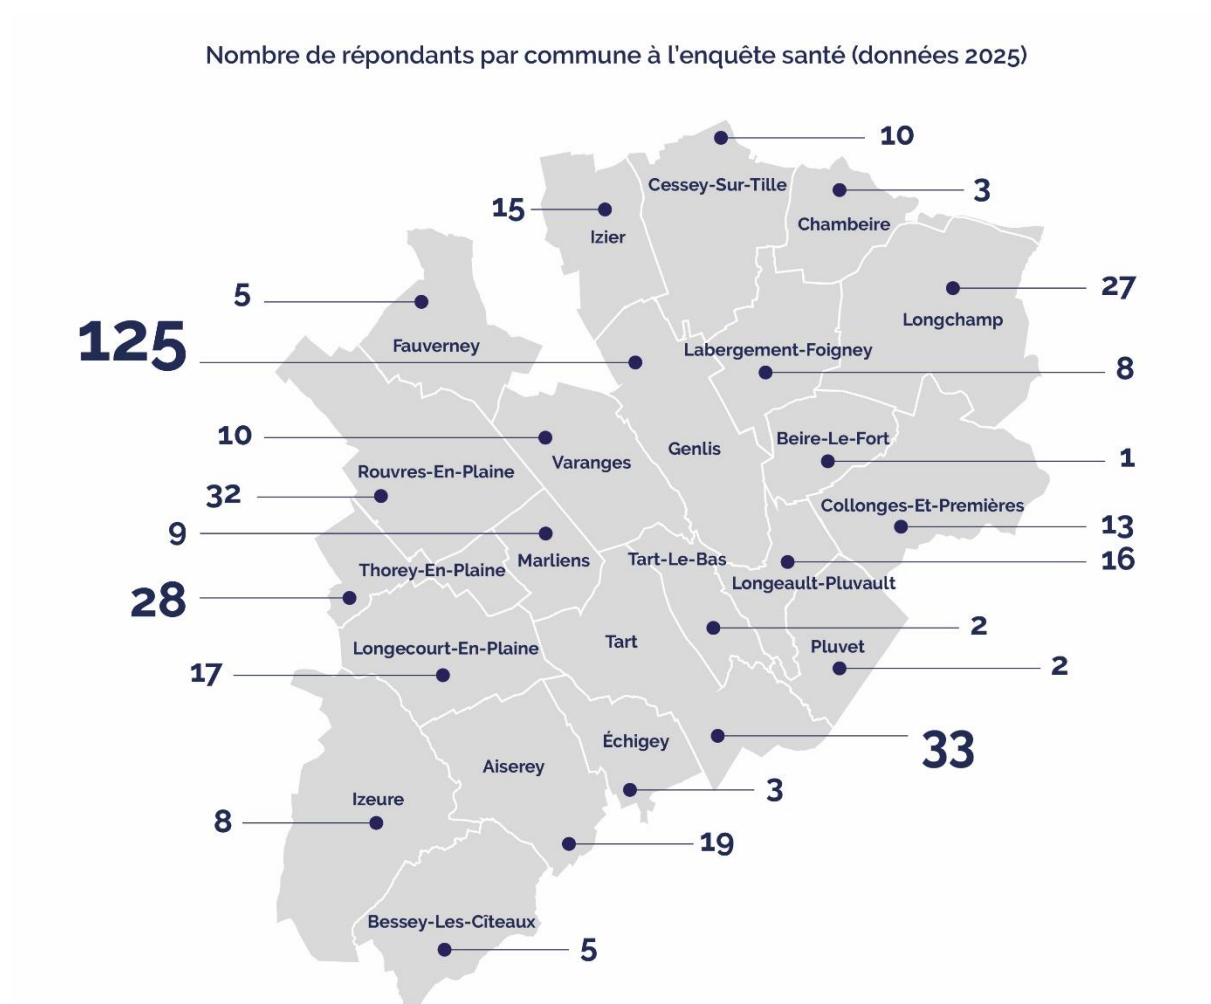 Nombre de répondants par commune à l'enquête santé (données 2025)
10
Cessey-Sur-Tille
3
15
Chambeire
Izier
27
5
Longchamp
125
Fauverney
Labergement-Foigney
8
10
Beire-Le-Fort
Genlis
1
Varanges
Rouvres-En-Plaine
32
Collonges-Et-Premières
13
9
Marliens
Tart-Le-Bas
16
Thorey-En-Plaine
Longeault-Pluvault
28
2
Tart
Longecourt-En-Plaine
Pluvet
2
17
33
Échigey
Aiserey
3
Izeure
8
19
Bessey-Les-Cîteaux
5